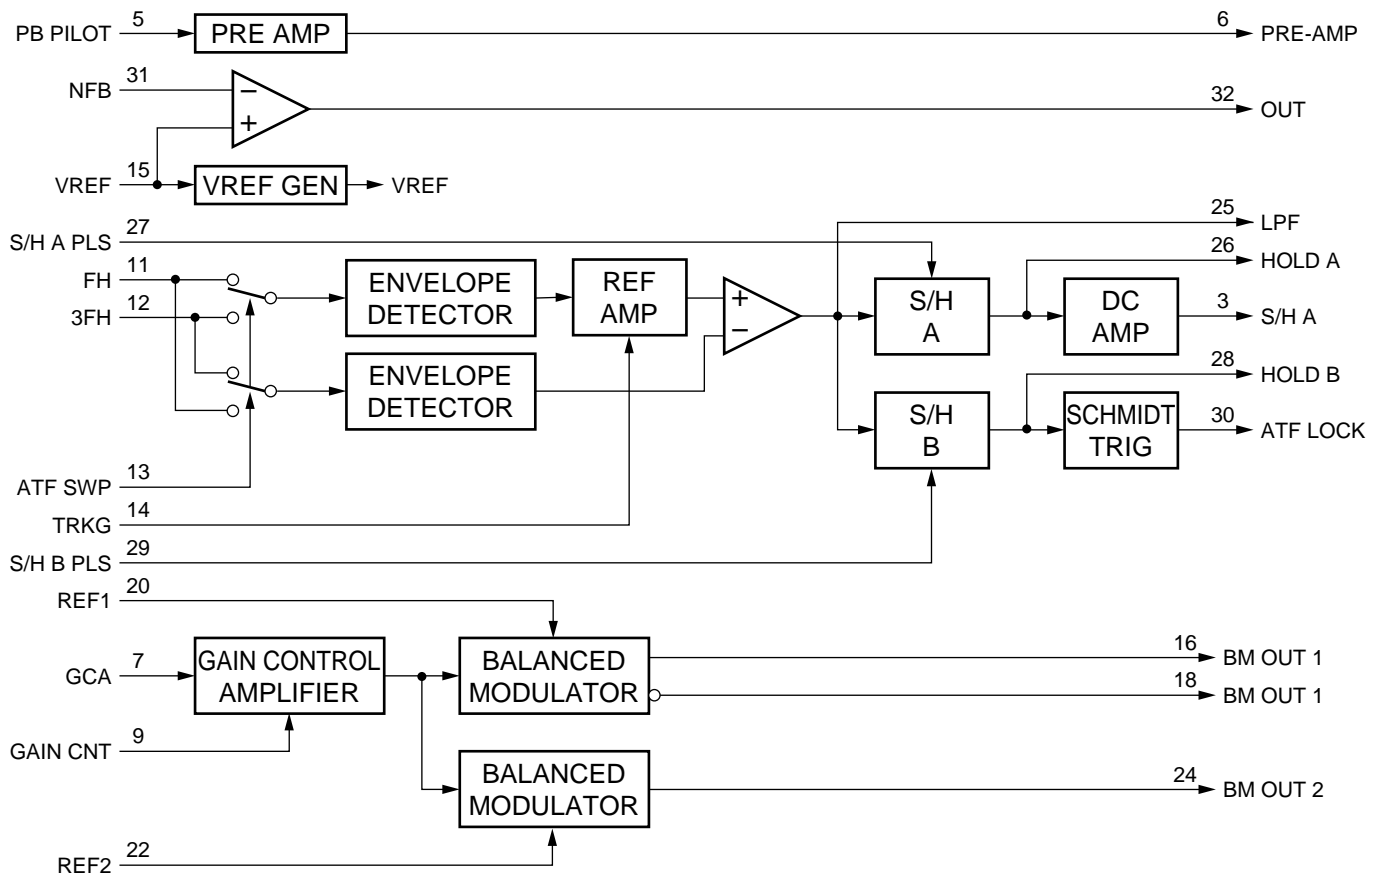 PB PILOT 5 PRE AMP 6 PRE-AMP
NFB 31 − + 32 OUT
VREF 15 VREF GEN VREF
S/H A PLS 27 25 LPF
FH 11 26 HOLD A
3FH 12 ENVELOPE DETECTOR REF AMP + − S/H A DC AMP 3 S/H A
ENVELOPE DETECTOR 28 HOLD B
S/H B SCHMIDT TRIG 30 ATF LOCK
ATF SWP 13
TRKG 14
S/H B PLS 29
REF1 20
GCA 7 GAIN CONTROL AMPLIFIER BALANCED MODULATOR 16 BM OUT 1
18 BM OUT 1
GAIN CNT 9
BALANCED MODULATOR 24 BM OUT 2
REF2 22